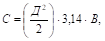 C = (Д²/2) · 3,14 · В,